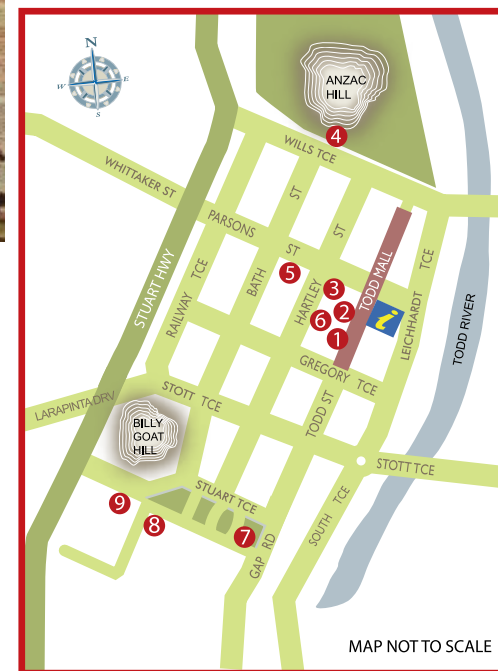 N
W
E
S
ANZAC
HILL
4
WILLS TCE
WHITTAKER ST
PARSONS
ST
ST
ST
STUART HWY
RAILWAY TCE
BATH
HARTLEY
5
3
2
6
1
TODD MALL
i
LEICHHARDT TCE
TODD RIVER
GREGORY TCE
LARAPINTA DRV
STOTT TCE
TODD ST
BILLY
GOAT
HILL
STOTT TCE
STUART TCE
SOUTH TCE
9
8
7
GAP RD
MAP NOT TO SCALE